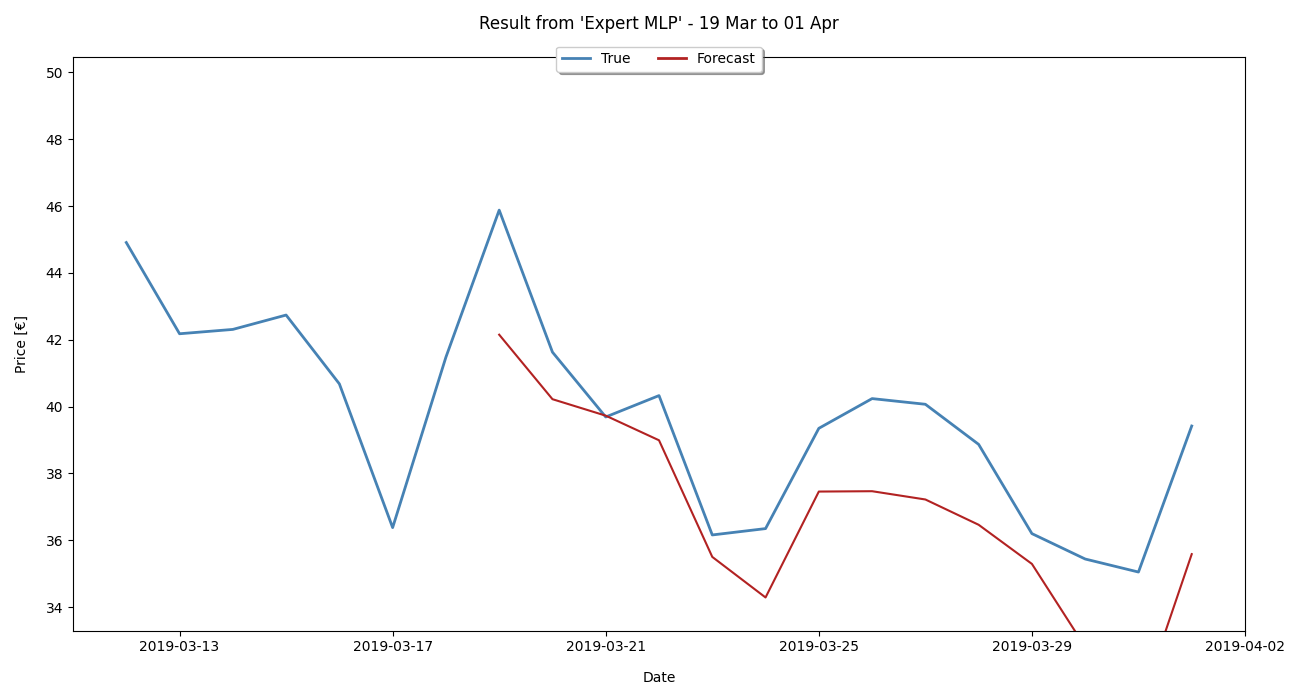 Result from 'Expert MLP' - 19 Mar to 01 Apr
True Forecast
50
48
46
44
42
40
38
36
34
Price [€]
2019-03-13 2019-03-17 2019-03-21 2019-03-25 2019-03-29 2019-04-02
Date